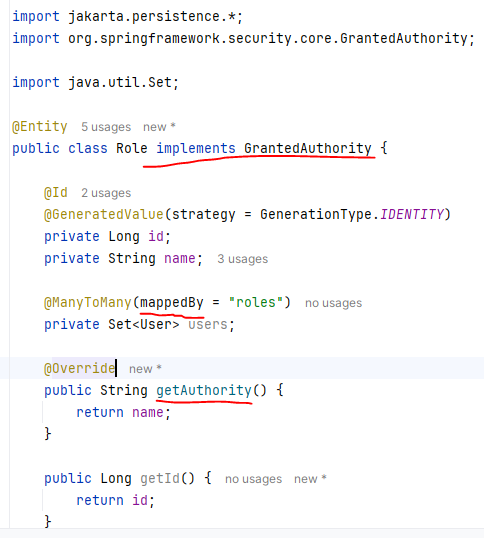 import jakarta.persistence.*;
import org.springframework.security.core.GrantedAuthority;
import java.util.Set;
@Entity 5 usages new *
public class Role implements GrantedAuthority {
@Id 2 usages
@GeneratedValue(strategy = GenerationType.IDENTITY)
private Long id;
private String name; 3 usages
@ManyToMany(mappedBy = "roles") no usages
private Set<User> users;
@Override new *
public String getAuthority() {
return name;
}
public Long getId() { no usages new *
return id;
}